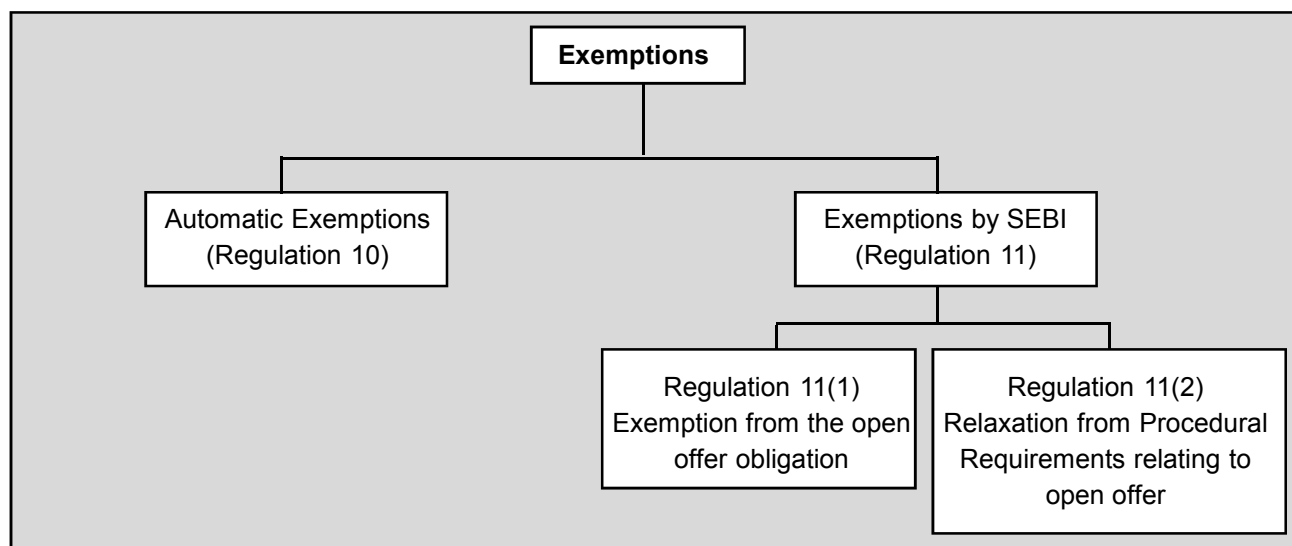 Exemptions
Automatic Exemptions
(Regulation 10)
Exemptions by SEBI
(Regulation 11)
Regulation 11(1)
Exemption from the open
offer obligation
Regulation 11(2)
Relaxation from Procedural
Requirements relating to
open offer